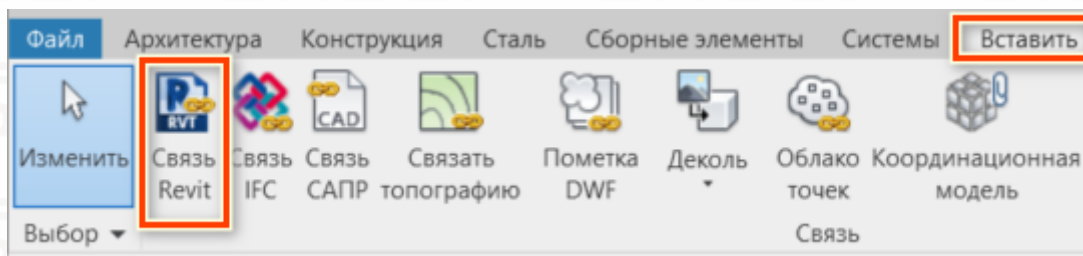 Файл Архитектура Конструкция Сталь Сборные элементы Системы Вставить
RVT CAD
Изменить Связь Связь Связь Связать Пометка Деколь Облако Координационная
Revit IFC САПР топографию DWF точек модель
Выбор Связь